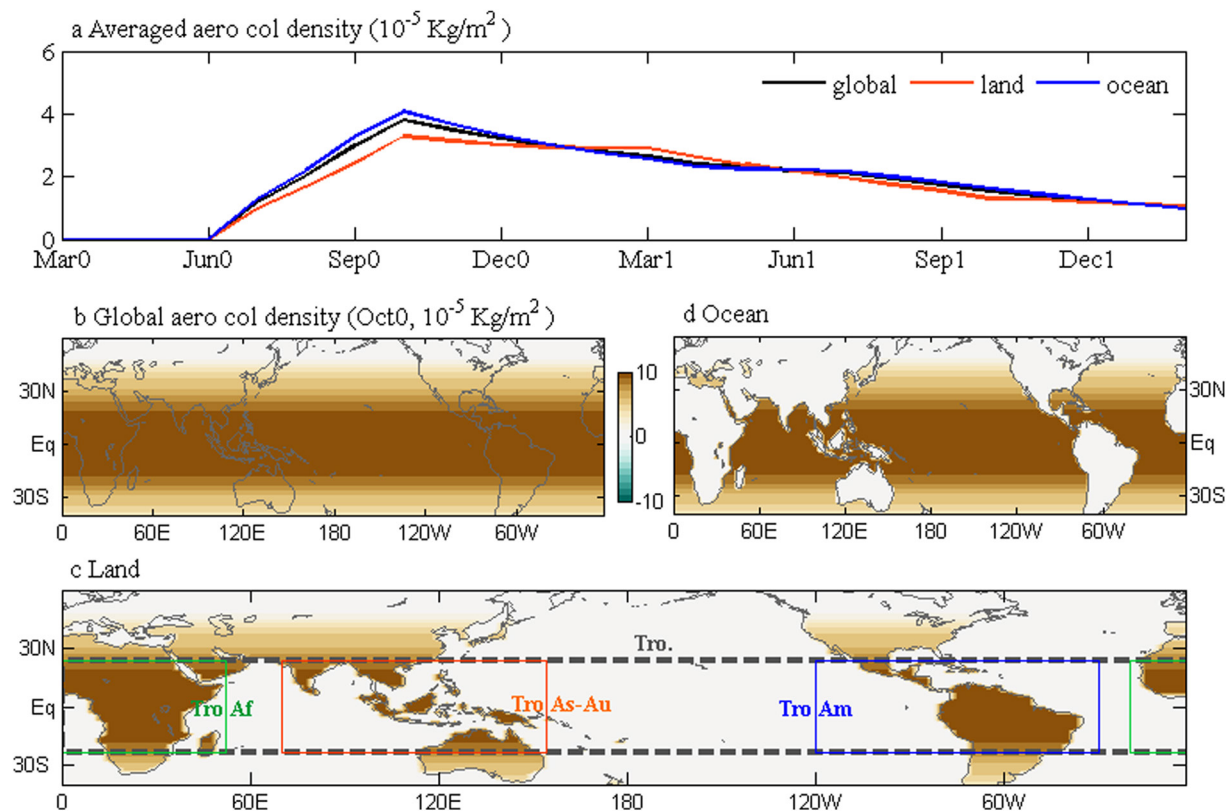 a Averaged aero col density (10⁻⁵ Kg/m²)
6
global land ocean
4
2
0
Mar0 Jun0 Sep0 Dec0 Mar1 Jun1 Sep1 Dec1
b Global aero col density (Oct0, 10⁻⁵ Kg/m²)
30N
Eq
30S
0 60E 120E 180 120W 60W
10
0
-10
d Ocean
30N
Eq
30S
0 60E 120E 180 120W 60W
c Land
30N
Tro.
Eq
Tro Af Tro As-Au Tro Am
30S
0 60E 120E 180 120W 60W